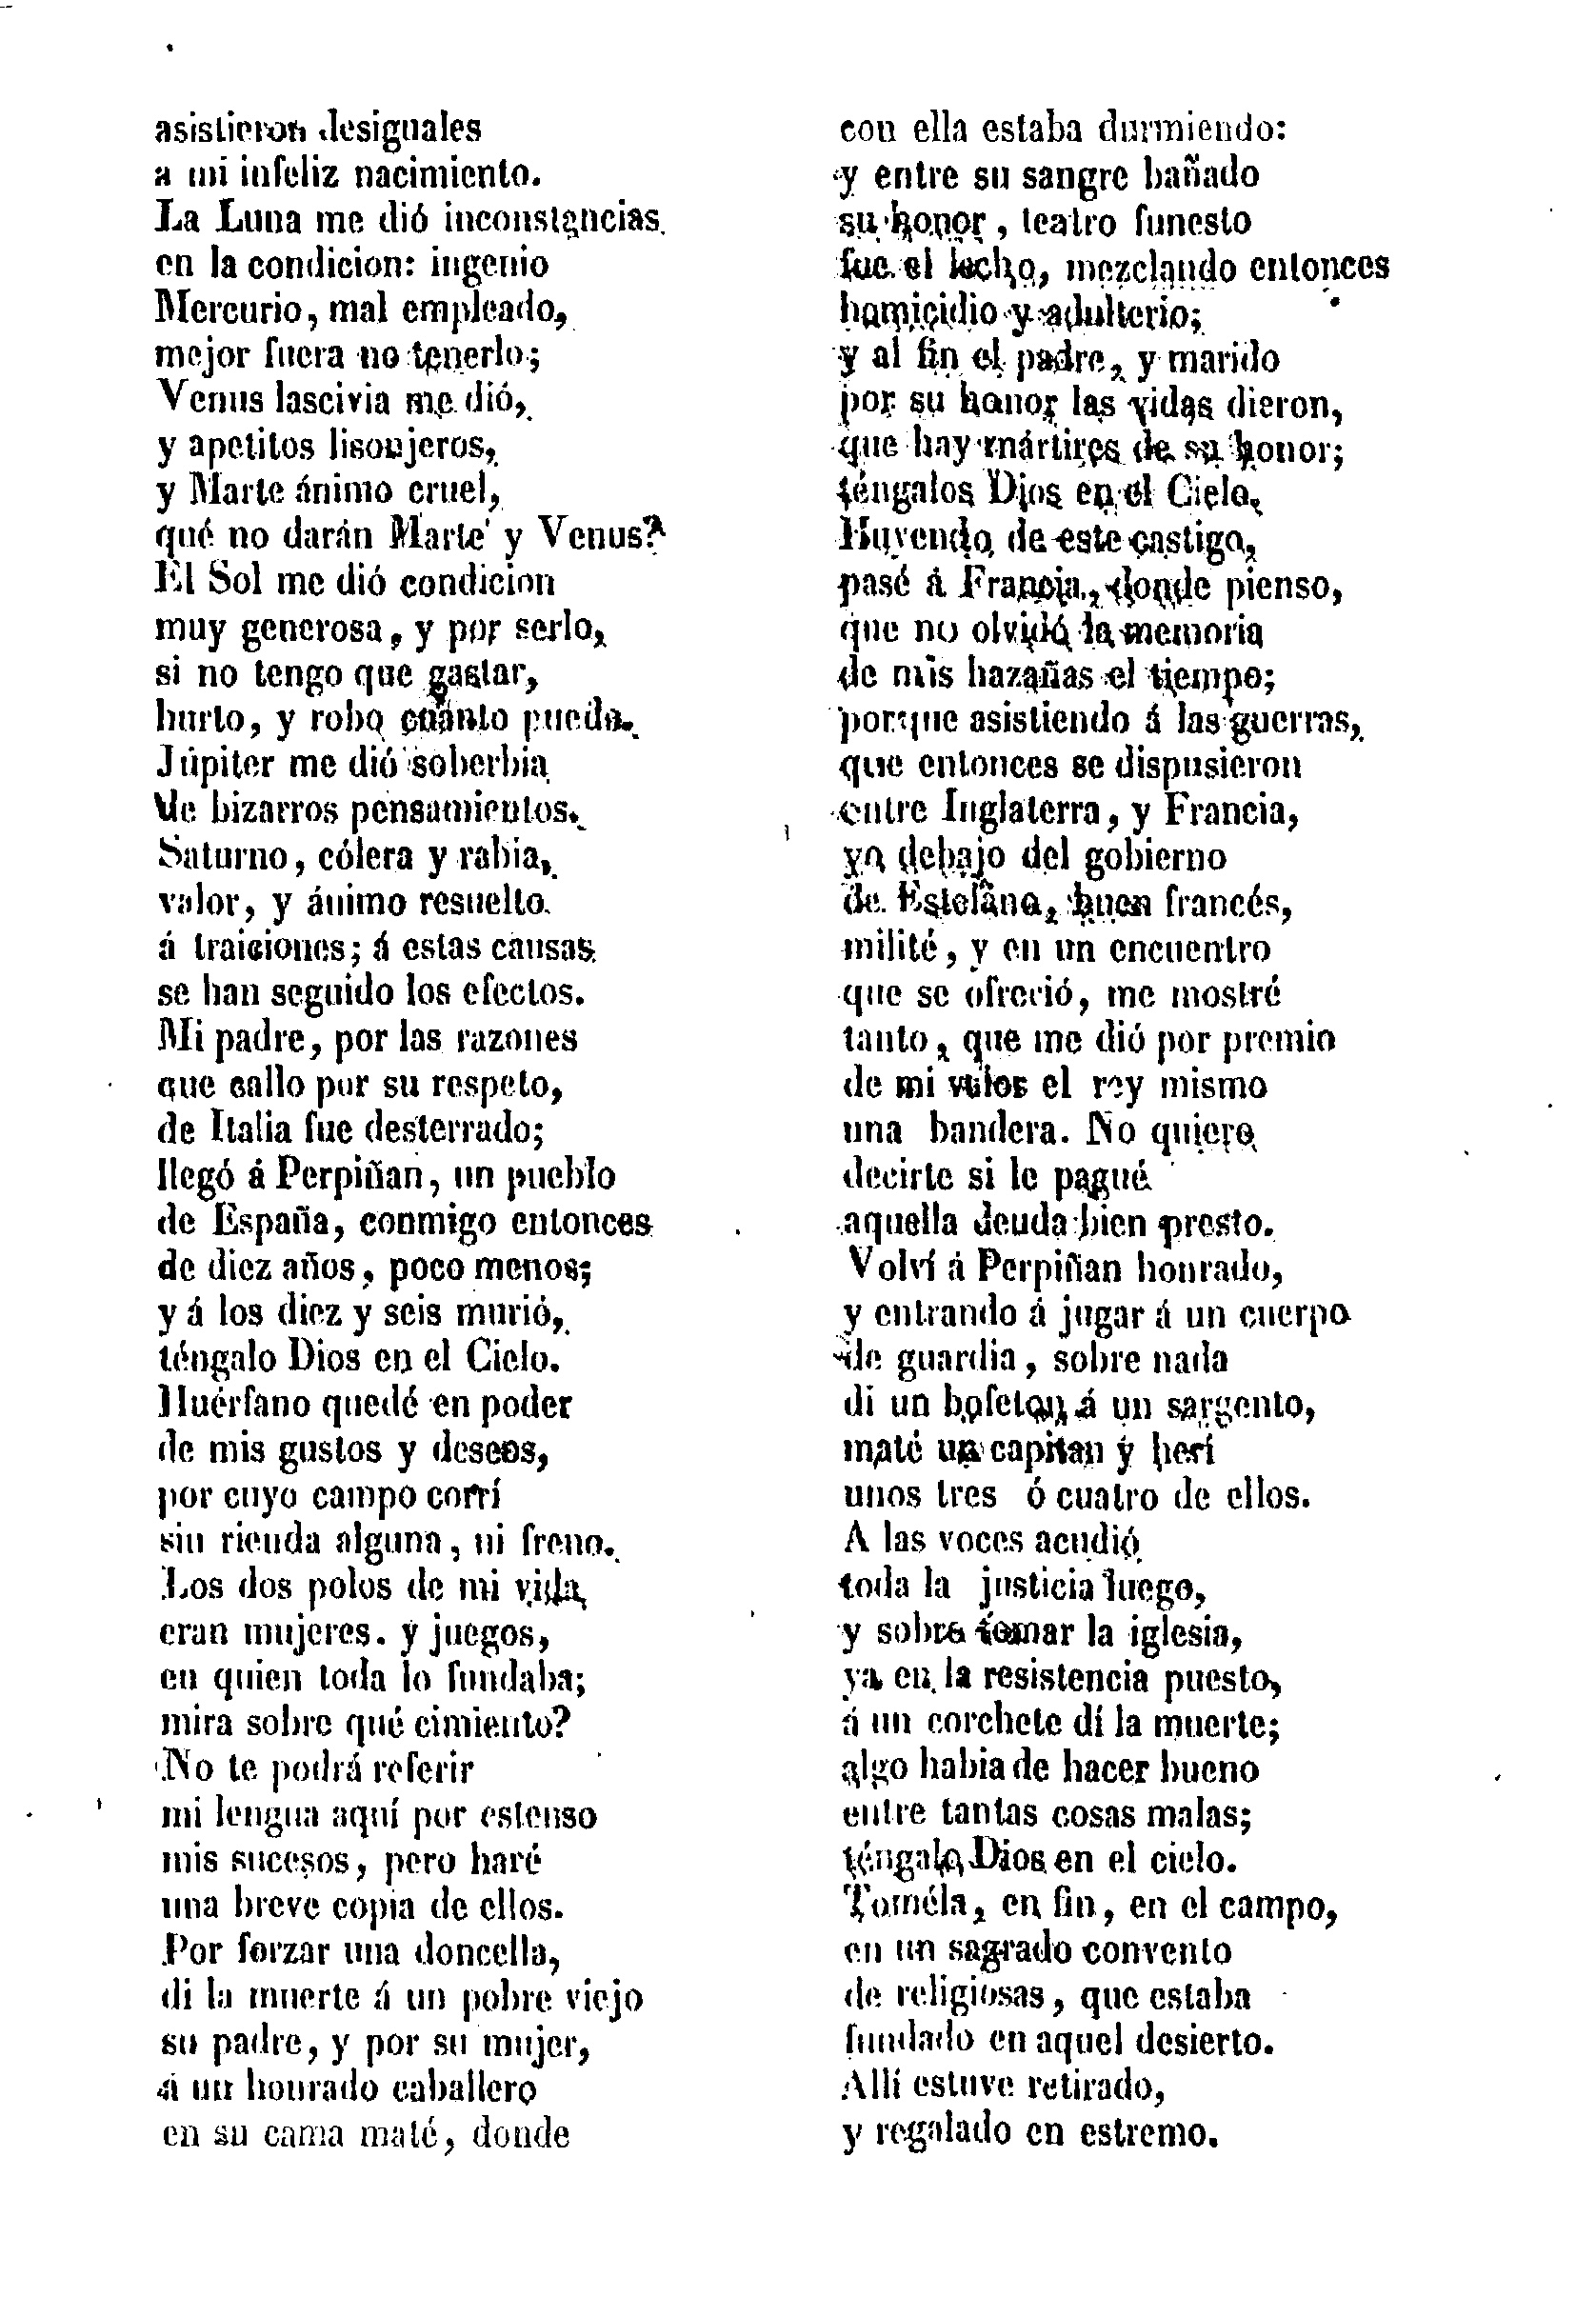 asistieron desiguales
a mi infeliz nacimiento.
La Luna me dió inconstancias
en la condicion: ingenio
Mercurio, mal empleado,
mejor fuera no tenerlo;
Venus lascivia me dió,
y apetitos lisonjeros,
y Marte ánimo cruel,
qué no darán Marte y Venus?
El Sol me dió condicion
muy generosa, y por serlo,
si no tengo que gastar,
hurto, y robo cuanto puedo.
Júpiter me dió soberbia
de bizarros pensamientos.
Saturno, cólera y rabia,
valor, y ánimo resuelto
á traiciones; á estas causas
se han seguido los efectos.
Mi padre, por las razones
que callo por su respeto,
de Italia fue desterrado;
llegó á Perpiñan, un pueblo
de España, conmigo entonces
de diez años, poco menos;
y á los diez y seis murió,
téngalo Dios en el Cielo.
Huérfano quedé en poder
de mis gustos y deseos,
por cuyo campo corrí
sin rienda alguna, ni freno.
Los dos polos de mi vida
eran mujeres. y juegos,
en quien toda lo fundaba;
mira sobre qué cimiento?
No te podrá referir
mi lengua aquí por estenso
mis sucesos, pero haré
una breve copia de ellos.
Por forzar una doncella,
di la muerte á un pobre viejo
su padre, y por su mujer,
á un honrado caballero
en su cama maté, donde
con ella estaba durmiendo:
y entre su sangre bañado
su honor, teatro funesto
fue el lecho, mezclando entonces
homicidio y adulterio;
y al fin el padre, y marido
por su honor las vidas dieron,
que hay mártires de su honor;
téngalos Dios en el Cielo.
Huyendo de este castigo,
pasé á Francia, donde pienso,
que no olvidó la memoria
de mis hazañas el tiempo;
porque asistiendo á las guerras,
que entonces se dispusieron
entre Inglaterra, y Francia,
yo debajo del gobierno
de Estefano, buen francés,
milité, y en un encuentro
que se ofreció, me mostré
tanto, que me dió por premio
de mi valor el rey mismo
una bandera. No quiero
decirte si le pagué
aquella deuda bien presto.
Volví á Perpiñan honrado,
y entrando á jugar á un cuerpo
de guardia, sobre nada
di un bofeton á un sargento,
maté un capitan y herí
unos tres ó cuatro de ellos.
A las voces acudió
toda la justicia luego,
y sobre tomar la iglesia,
ya en la resistencia puesto,
á un corchete dí la muerte;
algo habia de hacer bueno
entre tantas cosas malas;
téngalo Dios en el cielo.
Toméla, en fin, en el campo,
en un sagrado convento
de religiosas, que estaba
fundado en aquel desierto.
Allí estuve retirado,
y regalado en estremo.